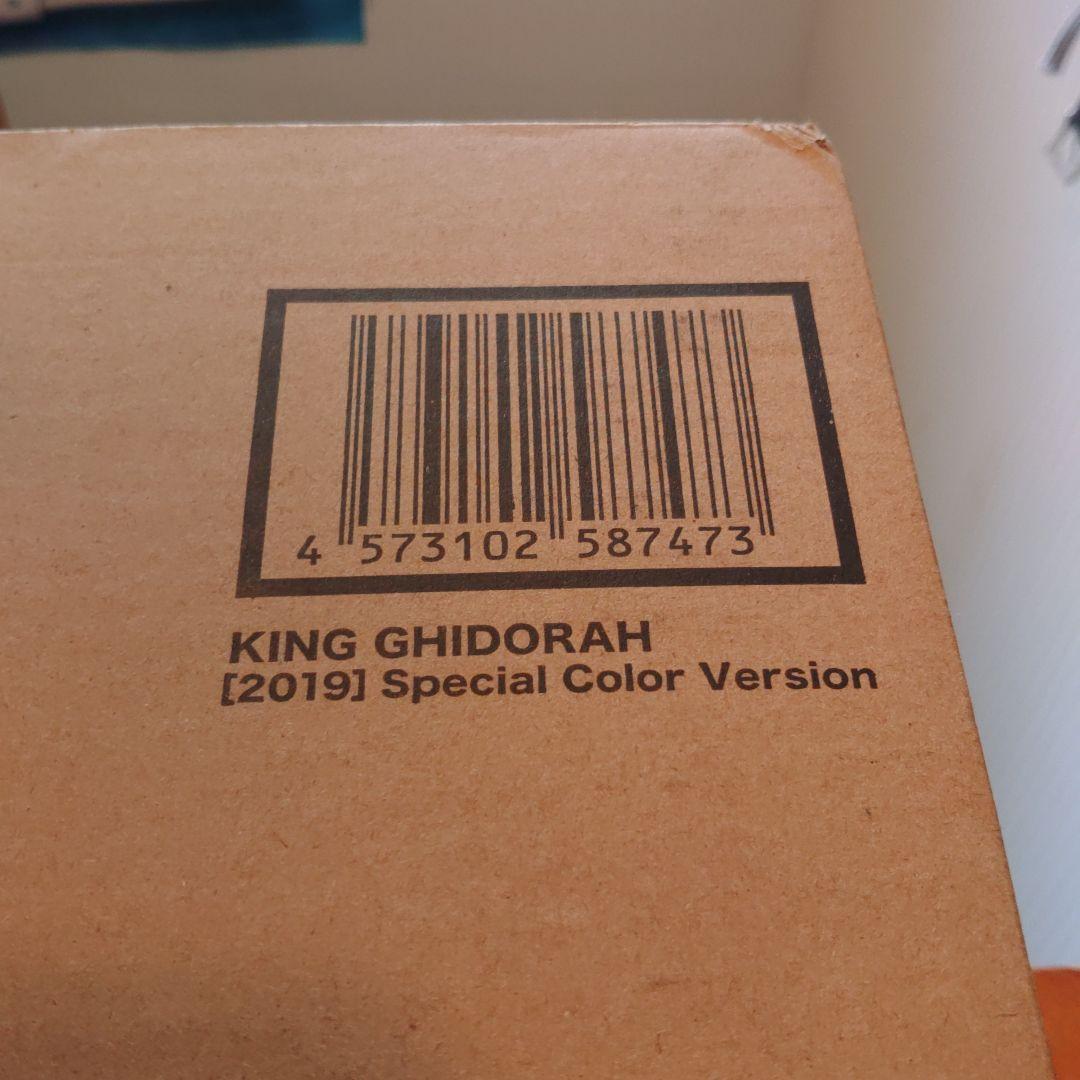 4 573102 587473
KING GHIDORAH
[2019] Special Color Version